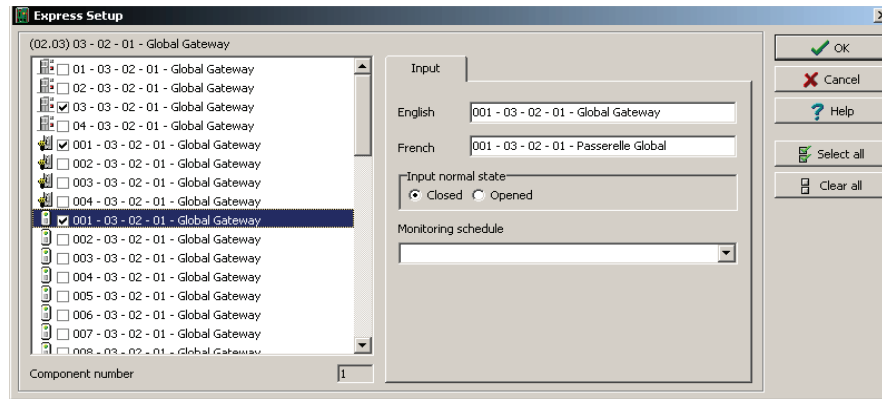 Express Setup
(02.03) 03 - 02 - 01 - Global Gateway
01 - 03 - 02 - 01 - Global Gateway
02 - 03 - 02 - 01 - Global Gateway
03 - 03 - 02 - 01 - Global Gateway
04 - 03 - 02 - 01 - Global Gateway
001 - 03 - 02 - 01 - Global Gateway
002 - 03 - 02 - 01 - Global Gateway
003 - 03 - 02 - 01 - Global Gateway
004 - 03 - 02 - 01 - Global Gateway
001 - 03 - 02 - 01 - Global Gateway
002 - 03 - 02 - 01 - Global Gateway
003 - 03 - 02 - 01 - Global Gateway
004 - 03 - 02 - 01 - Global Gateway
005 - 03 - 02 - 01 - Global Gateway
006 - 03 - 02 - 01 - Global Gateway
007 - 03 - 02 - 01 - Global Gateway
008 - 03 - 02 - 01 - Global Gateway
Component number 1
Input
English 001 - 03 - 02 - 01 - Global Gateway
French 001 - 03 - 02 - 01 - Passerelle Global
Input normal state
Closed Opened
Monitoring schedule
OK
Cancel
Help
Select all
Clear all